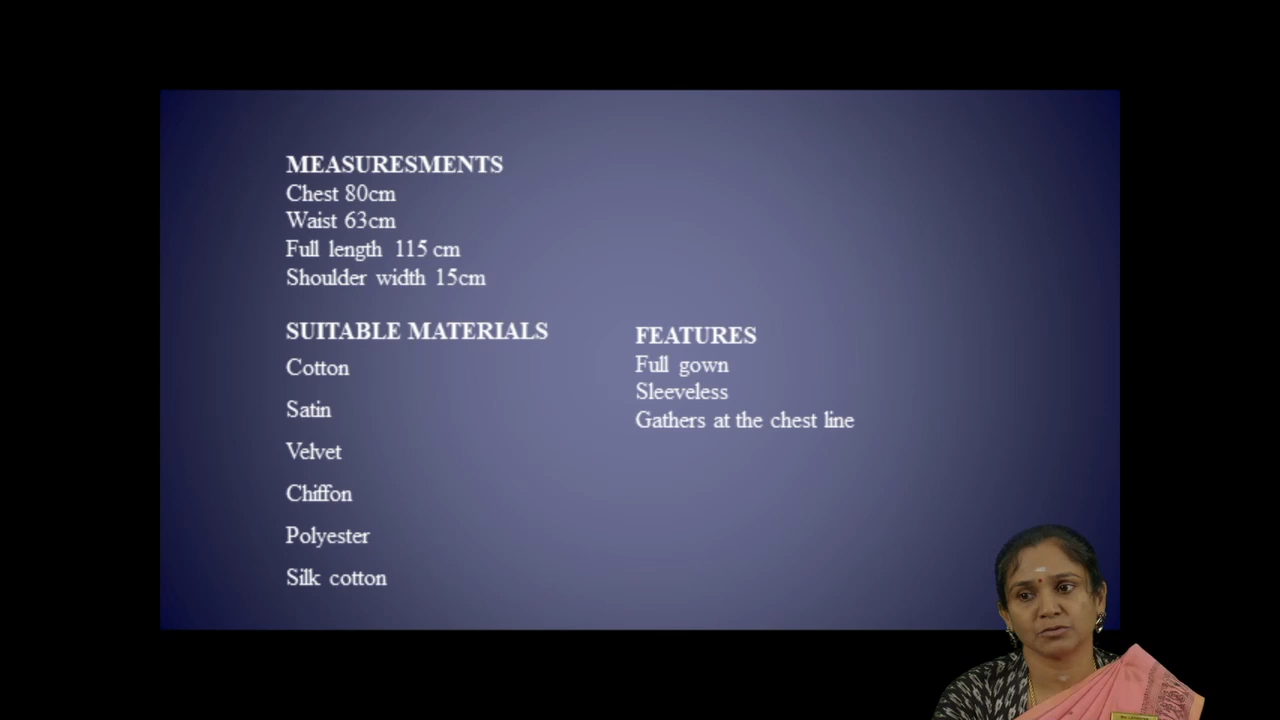 MEASURESMENTS
Chest 80cm
Waist 63cm
Full length 115 cm
Shoulder width 15cm
SUITABLE MATERIALS
Cotton
Satin
Velvet
Chiffon
Polyester
Silk cotton
FEATURES
Full gown
Sleeveless
Gathers at the chest line